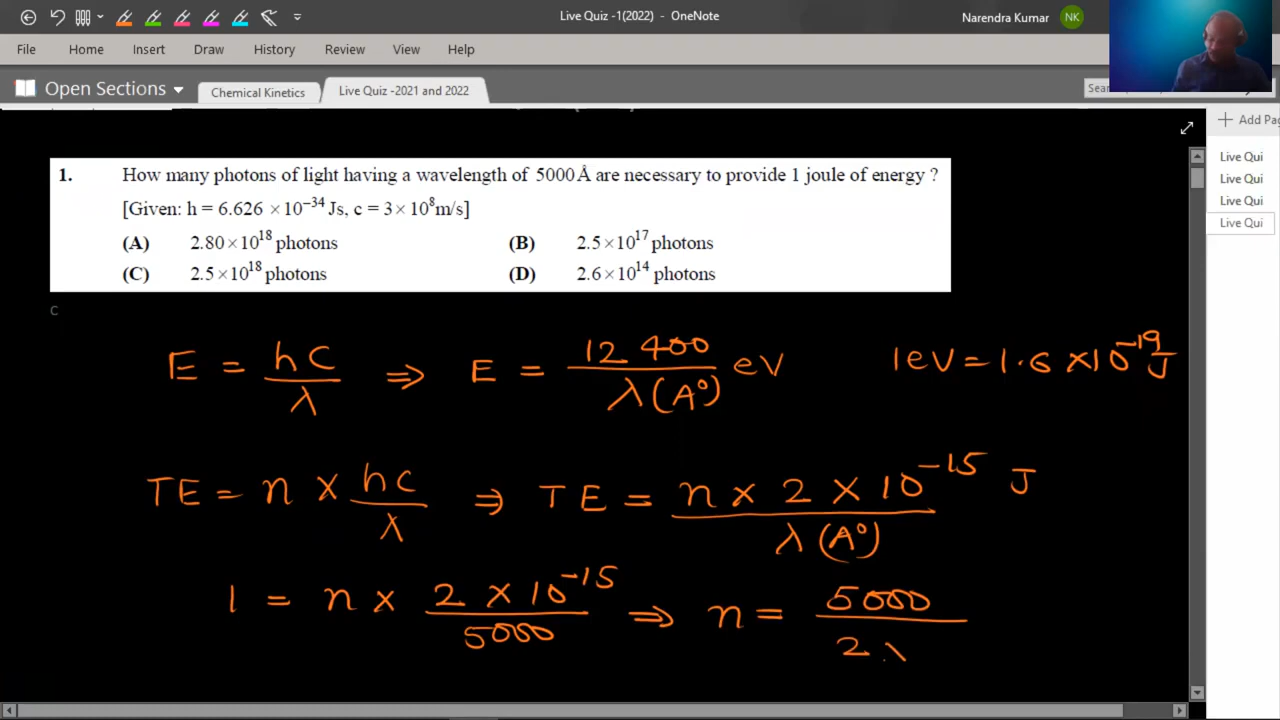 Live Quiz -1(2022) - OneNote
Narendra Kumar NK
File Home Insert Draw History Review View Help
Open Sections Chemical Kinetics Live Quiz -2021 and 2022
Add Pa
Live Qui
Live Qui
Live Qui
Live Qui
1. How many photons of light having a wavelength of 5000 Å are necessary to provide 1 joule of energy ?
[Given: h = 6.626 × 10⁻³⁴ Js, c = 3 × 10⁸ m/s]
(A) 2.80 × 10¹⁸ photons (B) 2.5 × 10¹⁷ photons
(C) 2.5 × 10¹⁸ photons (D) 2.6 × 10¹⁴ photons
C
E = hC/λ ⇒ E = 12400/λ(A°) eV 1eV = 1.6 × 10⁻¹⁹ J
TE = n × hc/λ ⇒ TE = n × 2 × 10⁻¹⁵/λ(A°) J
1 = n × 2 × 10⁻¹⁵/5000 ⇒ n = 5000/2